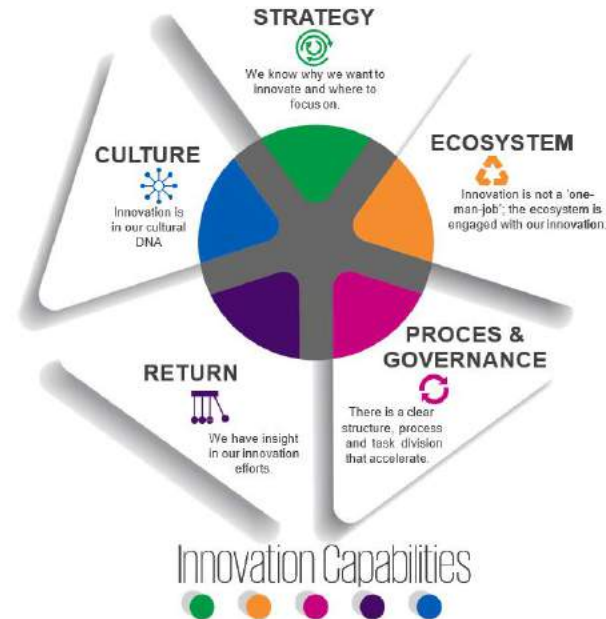 STRATEGY
We know why we want to
innovate and where to
focus on.
ECOSYSTEM
Innovation is not a 'one-
man-job'; the ecosystem is
engaged with our innovation.
CULTURE
Innovation is
in our cultural
DNA
PROCES &
GOVERNANCE
There is a clear
structure, process
and task division
that accelerate.
RETURN
We have insight
in our innovation
efforts.
Innovation Capabilities